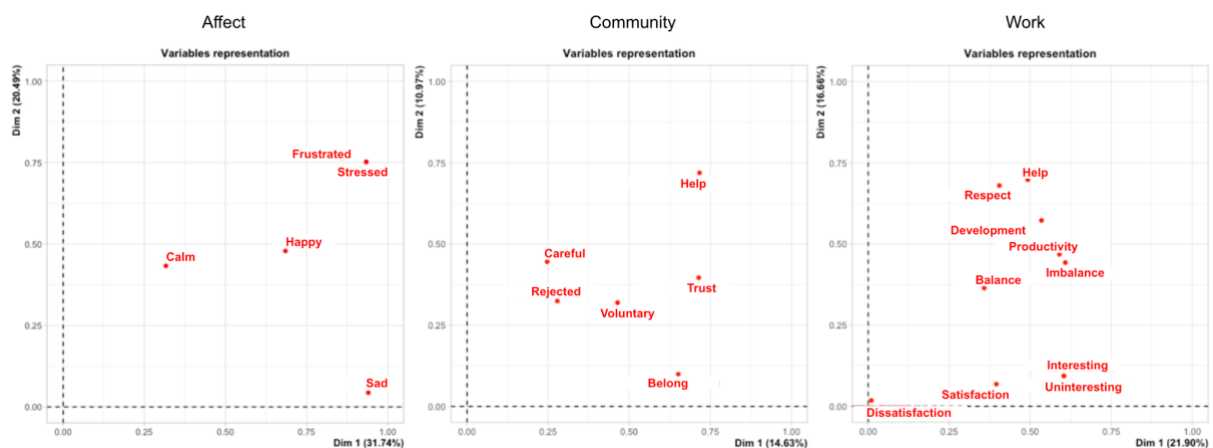 Affect
Variables representation
Dim 2 (20.49%)
1.00
0.75
0.50
0.25
0.00
Frustrated
Stressed
Happy
Calm
Sad
0.00 0.25 0.50 0.75 1.00
Dim 1 (31.74%)
Community
Variables representation
Dim 2 (10.97%)
1.00
0.75
0.50
0.25
0.00
Help
Careful
Rejected
Trust
Voluntary
Belong
0.00 0.25 0.50 0.75 1.00
Dim 1 (14.63%)
Work
Variables representation
Dim 2 (16.66%)
1.00
0.75
0.50
0.25
0.00
Help
Respect
Development
Productivity
Imbalance
Balance
Interesting
Uninteresting
Satisfaction
Dissatisfaction
0.00 0.25 0.50 0.75 1.00
Dim 1 (21.90%)